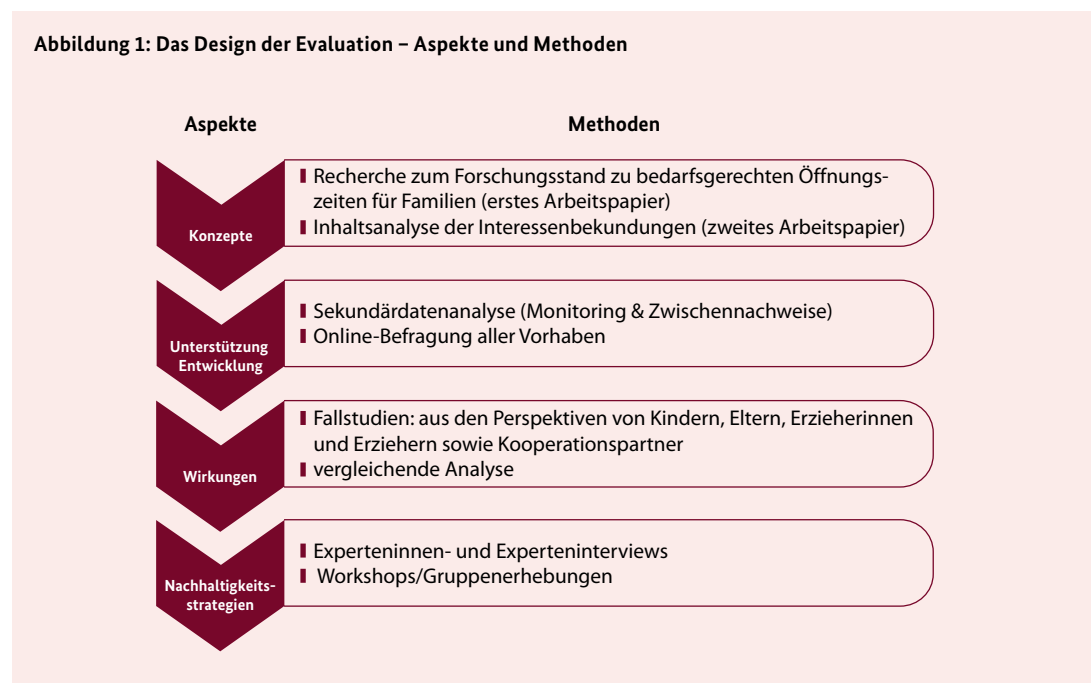 Abbildung 1: Das Design der Evaluation – Aspekte und Methoden
Aspekte
Methoden
Konzepte
❚ Recherche zum Forschungsstand zu bedarfsgerechten Öffnungs-
zeiten für Familien (erstes Arbeitspapier)
❚ Inhaltsanalyse der Interessenbekundungen (zweites Arbeitspapier)
Unterstützung
Entwicklung
❚ Sekundärdatenanalyse (Monitoring & Zwischennachweise)
❚ Online-Befragung aller Vorhaben
Wirkungen
❚ Fallstudien: aus den Perspektiven von Kindern, Eltern, Erzieherinnen
und Erziehern sowie Kooperationspartner
❚ vergleichende Analyse
Nachhaltigkeits-
strategien
❚ Experteninnen- und Experteninterviews
❚ Workshops/Gruppenerhebungen